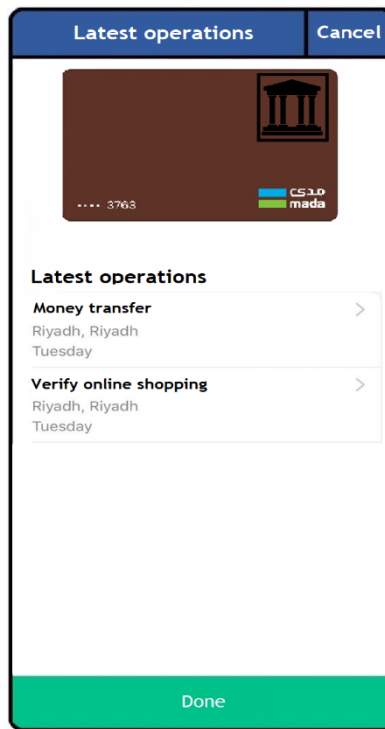 Latest operations
Cancel
مدى
mada
•••• 3763
Latest operations
Money transfer
Riyadh, Riyadh
Tuesday
Verify online shopping
Riyadh, Riyadh
Tuesday
Done